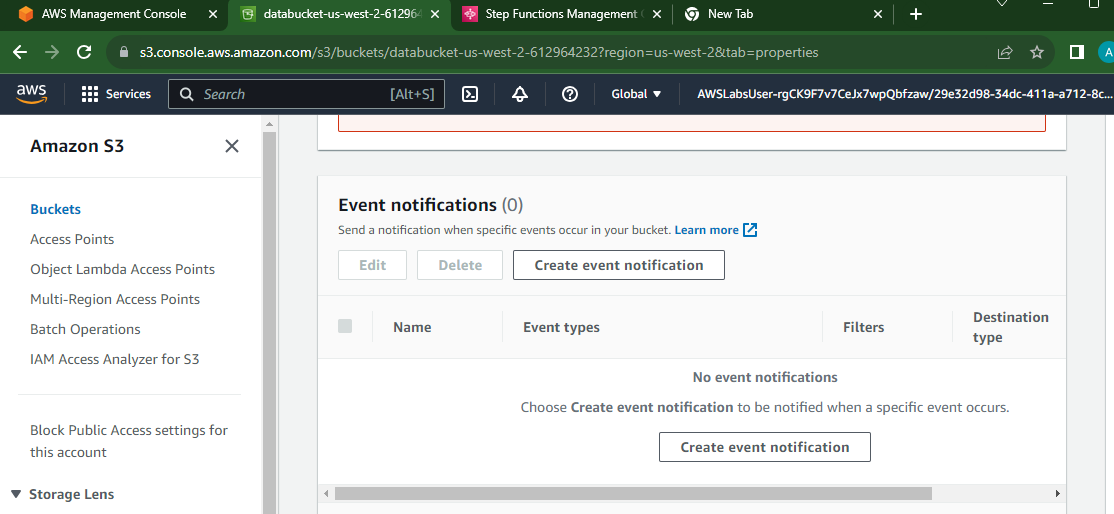 AWS Management Console
databucket-us-west-2-61296
Step Functions Management
New Tab
s3.console.aws.amazon.com/s3/buckets/databucket-us-west-2-612964232?region=us-west-2&tab=properties
A
aws
Services
Search
[Alt+S]
Global
AWSLabsUser-rgCK9F7v7CeJx7wpQbfzaw/29e32d98-34dc-411a-a712-8c...
Amazon S3
Buckets
Access Points
Object Lambda Access Points
Multi-Region Access Points
Batch Operations
IAM Access Analyzer for S3
Block Public Access settings for
this account
Storage Lens
Event notifications (0)
Send a notification when specific events occur in your bucket. Learn more
Edit
Delete
Create event notification
Name
Event types
Filters
Destination
type
No event notifications
Choose Create event notification to be notified when a specific event occurs.
Create event notification